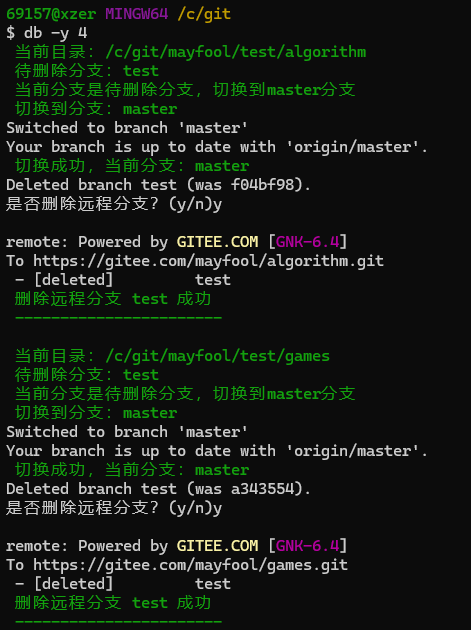 69157@xzer MINGW64 /c/git
$ db -y 4
当前目录：/c/git/mayfool/test/algorithm
待删除分支：test
当前分支是待删除分支，切换到master分支
切换到分支：master
Switched to branch 'master'
Your branch is up to date with 'origin/master'.
切换成功，当前分支：master
Deleted branch test (was f04bf98).
是否删除远程分支？(y/n)y
remote: Powered by GITEE.COM [GNK-6.4]
To https://gitee.com/mayfool/algorithm.git
 - [deleted]         test
删除远程分支 test 成功
-----------------------
当前目录：/c/git/mayfool/test/games
待删除分支：test
当前分支是待删除分支，切换到master分支
切换到分支：master
Switched to branch 'master'
Your branch is up to date with 'origin/master'.
切换成功，当前分支：master
Deleted branch test (was a343554).
是否删除远程分支？(y/n)y
remote: Powered by GITEE.COM [GNK-6.4]
To https://gitee.com/mayfool/games.git
 - [deleted]         test
删除远程分支 test 成功
-----------------------